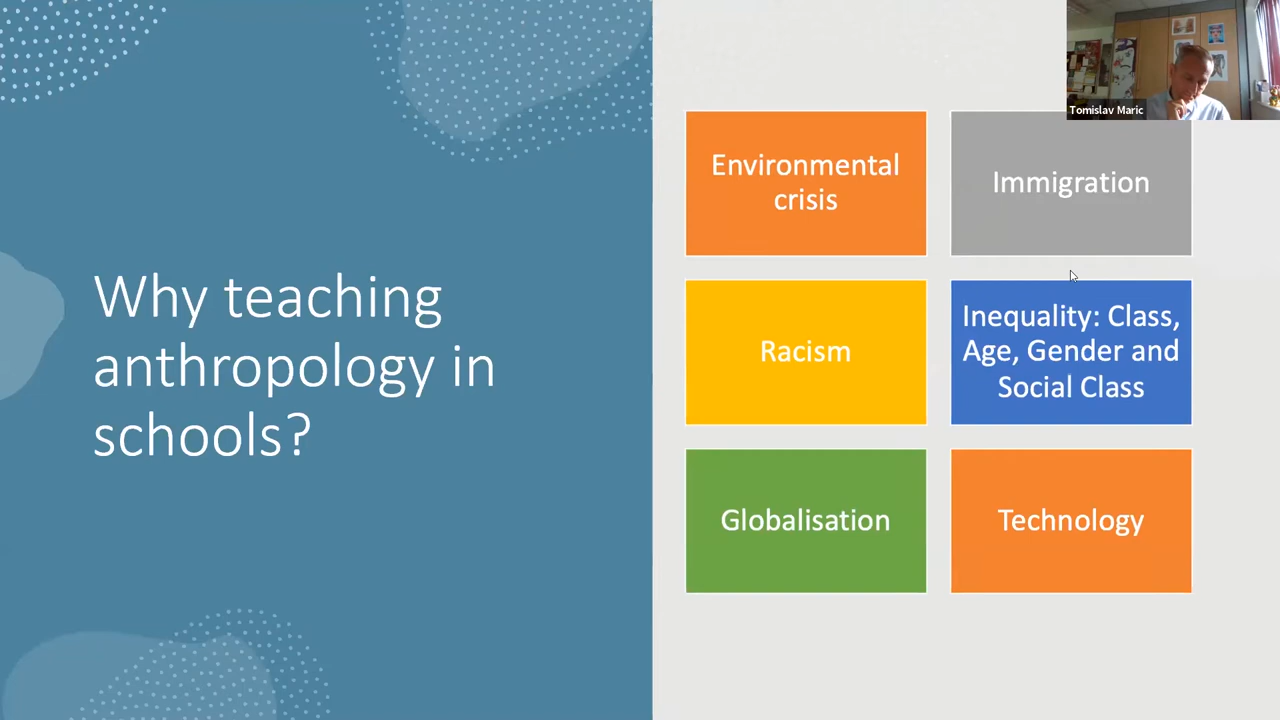 Why teaching
anthropology in
schools?
Environmental
crisis
Immigration
Racism
Inequality: Class,
Age, Gender and
Social Class
Globalisation
Technology
Tomislav Maric